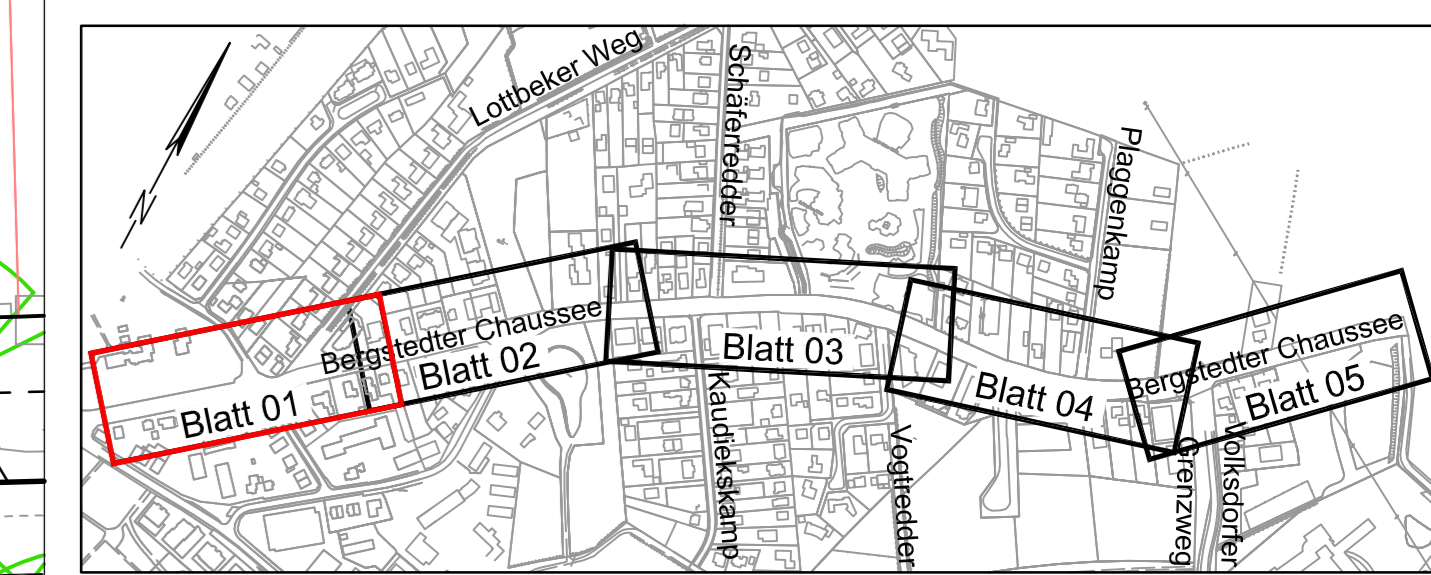 Lottbeker Weg
Schäferredder
Plaggenkamp
N
Bergstedter Chaussee
Blatt 01
Blatt 02
Blatt 03
Blatt 04
Bergstedter Chaussee
Blatt 05
Kaudiekskamp
Vogtredder
Grenzweg
Volksdorfer